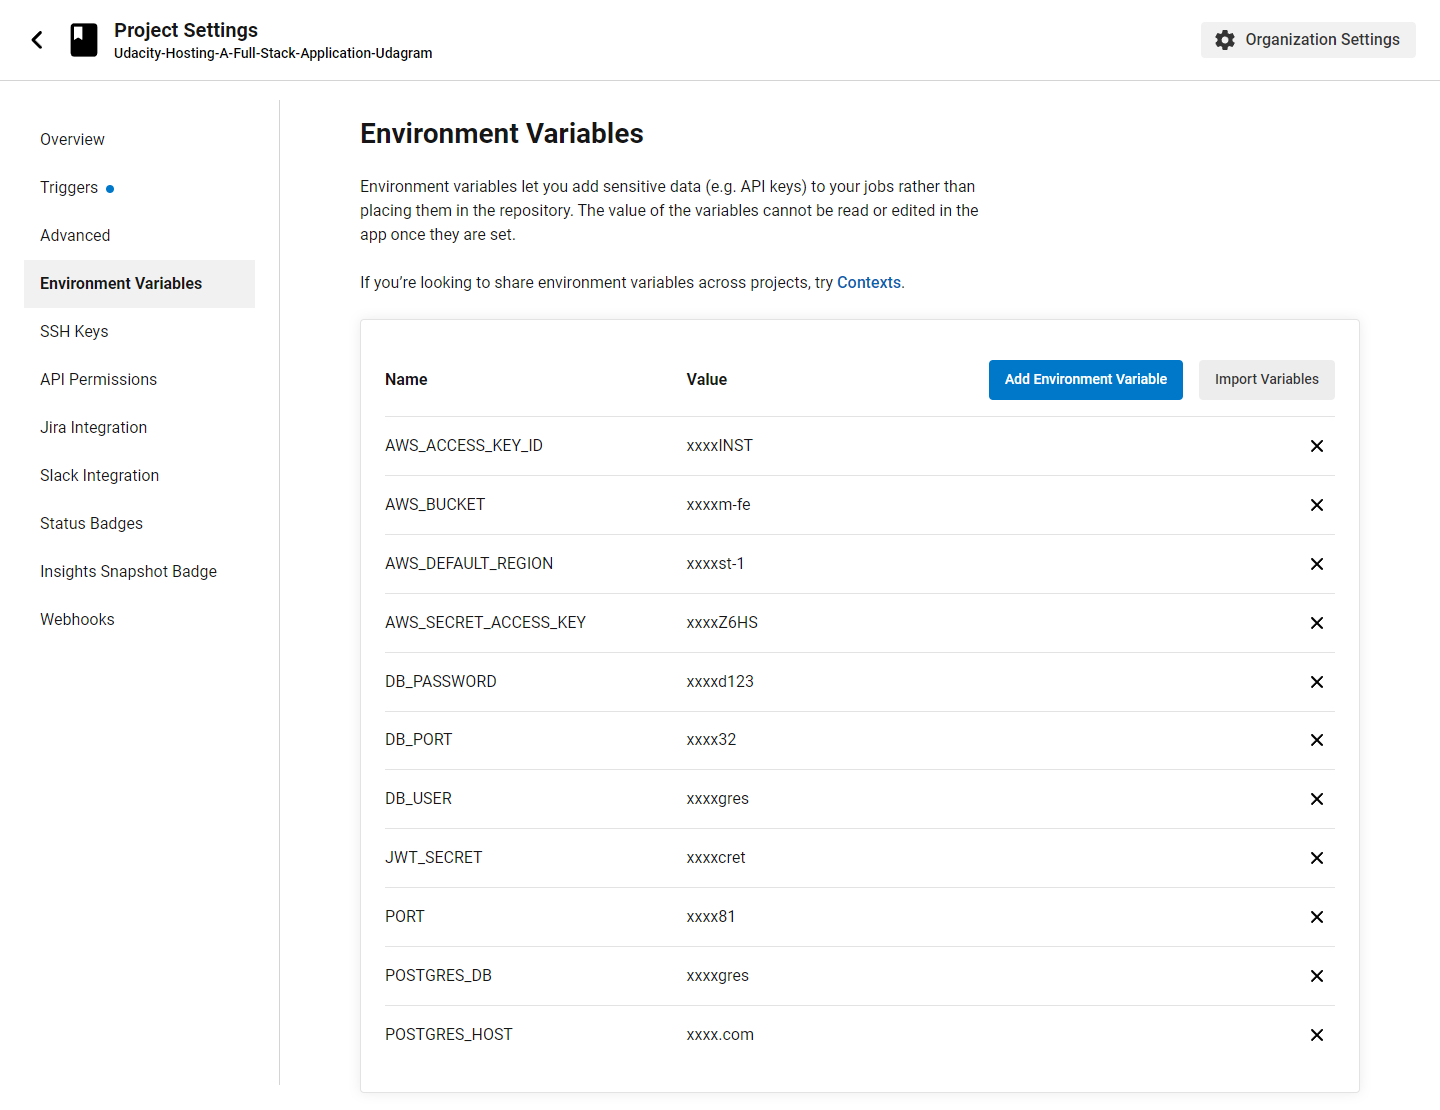 Project Settings
Udacity-Hosting-A-Full-Stack-Application-Udagram
Organization Settings
Overview
Triggers
Advanced
Environment Variables
SSH Keys
API Permissions
Jira Integration
Slack Integration
Status Badges
Insights Snapshot Badge
Webhooks
Environment Variables
Environment variables let you add sensitive data (e.g. API keys) to your jobs rather than
placing them in the repository. The value of the variables cannot be read or edited in the
app once they are set.
If you’re looking to share environment variables across projects, try Contexts.
Name Value Add Environment Variable Import Variables
AWS_ACCESS_KEY_ID xxxxINST
AWS_BUCKET xxxxm-fe
AWS_DEFAULT_REGION xxxxst-1
AWS_SECRET_ACCESS_KEY xxxxZ6HS
DB_PASSWORD xxxxd123
DB_PORT xxxx32
DB_USER xxxxgres
JWT_SECRET xxxxcret
PORT xxxx81
POSTGRES_DB xxxxgres
POSTGRES_HOST xxxx.com